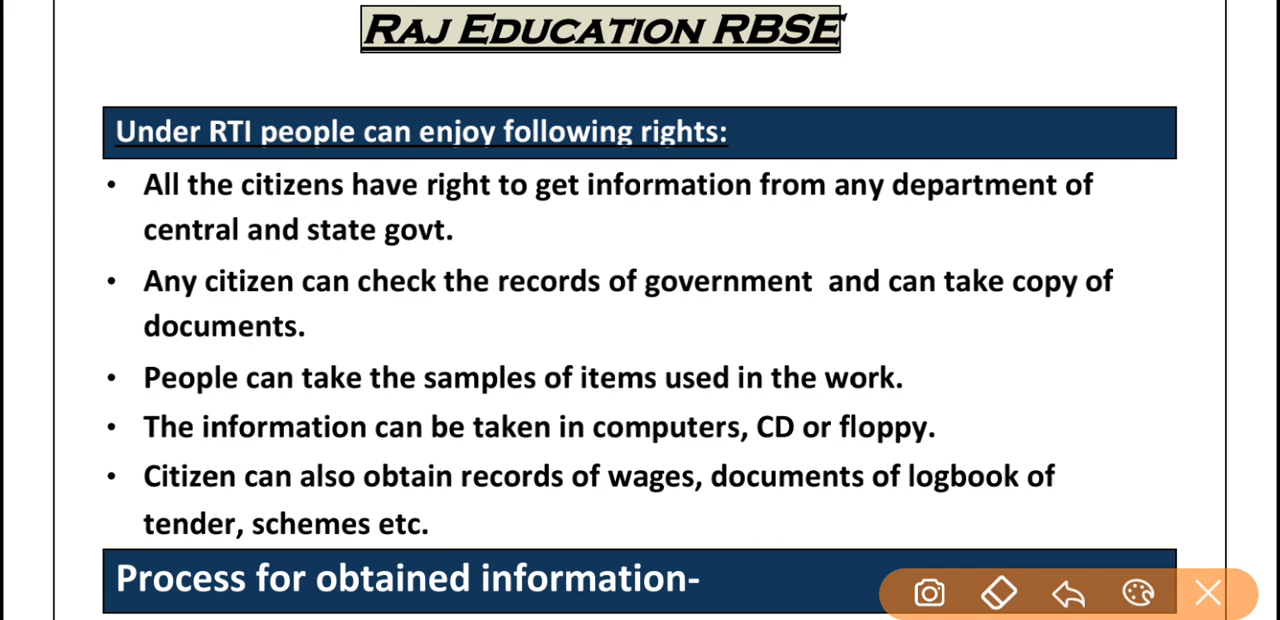 RAJ EDUCATION RBSE
Under RTI people can enjoy following rights:
• All the citizens have right to get information from any department of
central and state govt.
• Any citizen can check the records of government and can take copy of
documents.
• People can take the samples of items used in the work.
• The information can be taken in computers, CD or floppy.
• Citizen can also obtain records of wages, documents of logbook of
tender, schemes etc.
Process for obtained information-